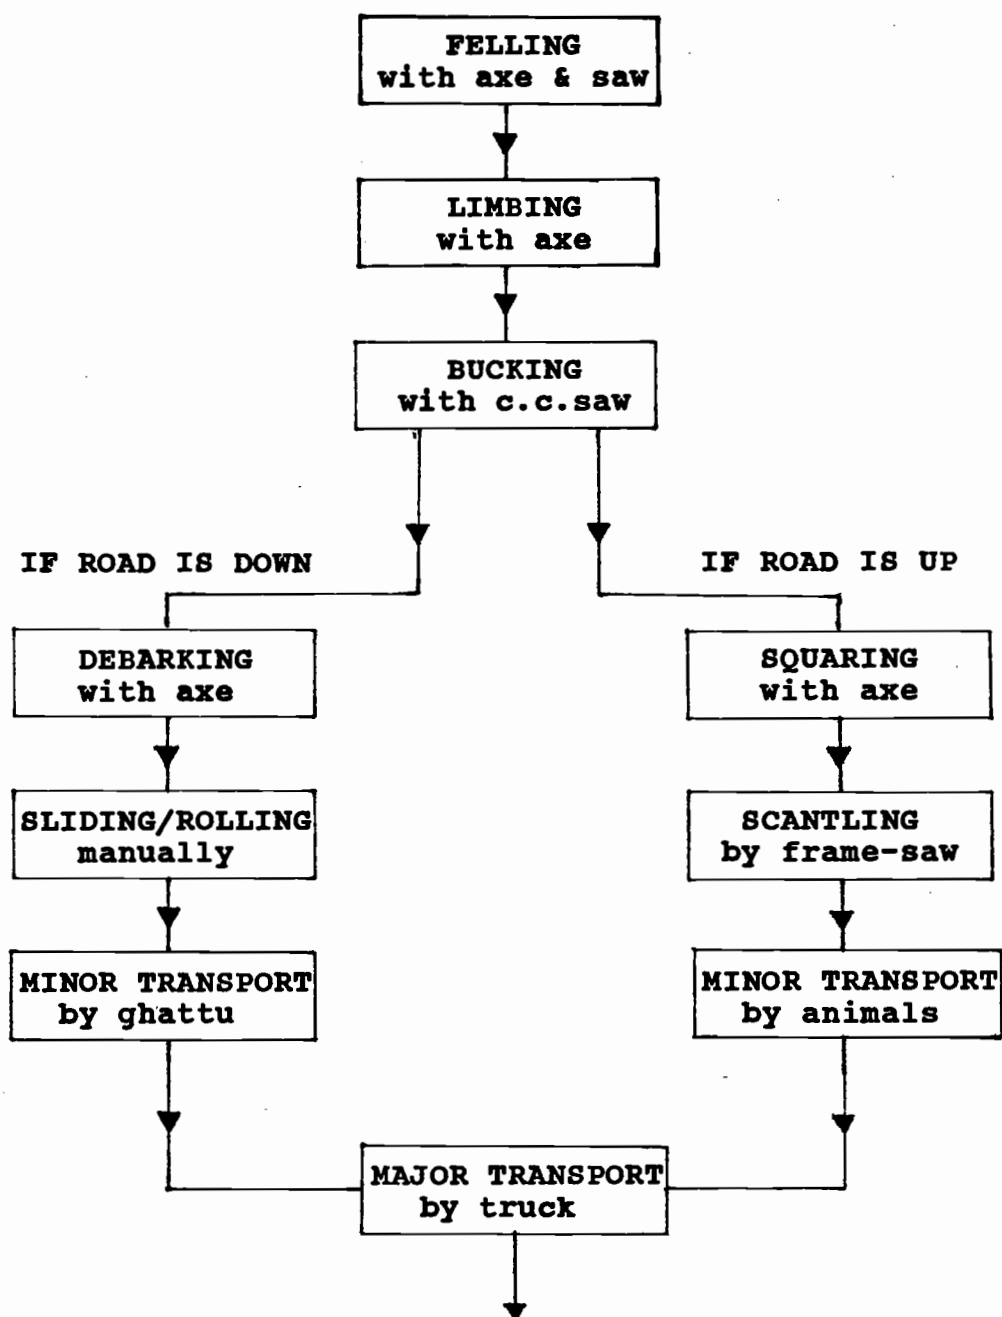 FELLING
with axe & saw
LIMBING
with axe
BUCKING
with c.c.saw
IF ROAD IS DOWN
IF ROAD IS UP
DEBARKING
with axe
SQUARING
with axe
SLIDING/ROLLING
manually
SCANTLING
by frame-saw
MINOR TRANSPORT
by ghattu
MINOR TRANSPORT
by animals
MAJOR TRANSPORT
by truck